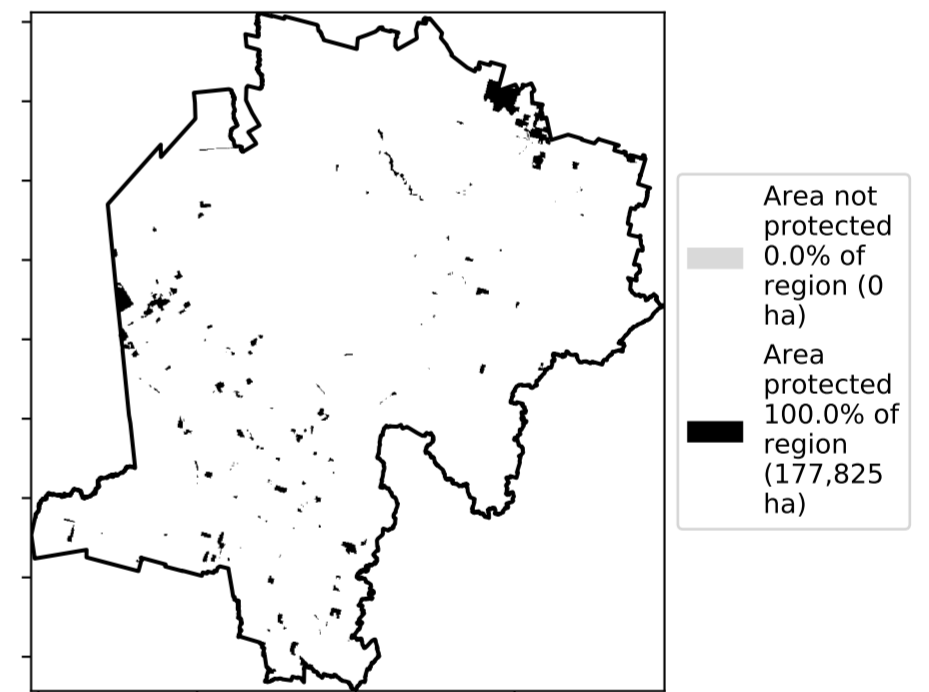 Area not
protected
0.0% of
region (0
ha)
Area
protected
100.0% of
region
(177,825
ha)